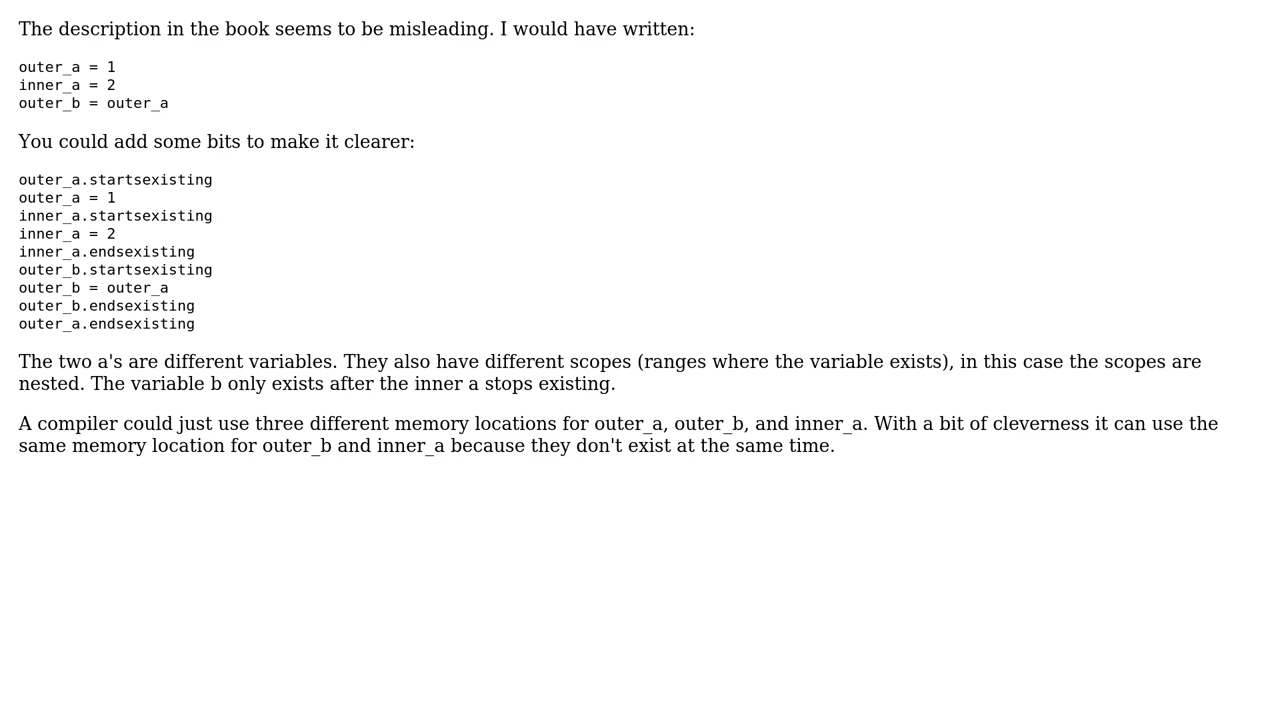 The description in the book seems to be misleading. I would have written:
outer_a = 1
inner_a = 2
outer_b = outer_a
You could add some bits to make it clearer:
outer_a.startsexisting
outer_a = 1
inner_a.startsexisting
inner_a = 2
inner_a.endsexisting
outer_b.startsexisting
outer_b = outer_a
outer_b.endsexisting
outer_a.endsexisting
The two a's are different variables. They also have different scopes (ranges where the variable exists), in this case the scopes are
nested. The variable b only exists after the inner a stops existing.
A compiler could just use three different memory locations for outer_a, outer_b, and inner_a. With a bit of cleverness it can use the
same memory location for outer_b and inner_a because they don't exist at the same time.